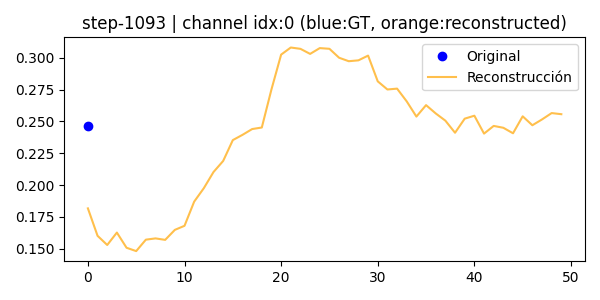 step-1093 | channel idx:0 (blue:GT, orange:reconstructed)
0.300
0.275
0.250
0.225
0.200
0.175
0.150
Original
Reconstrucción
0 10 20 30 40 50